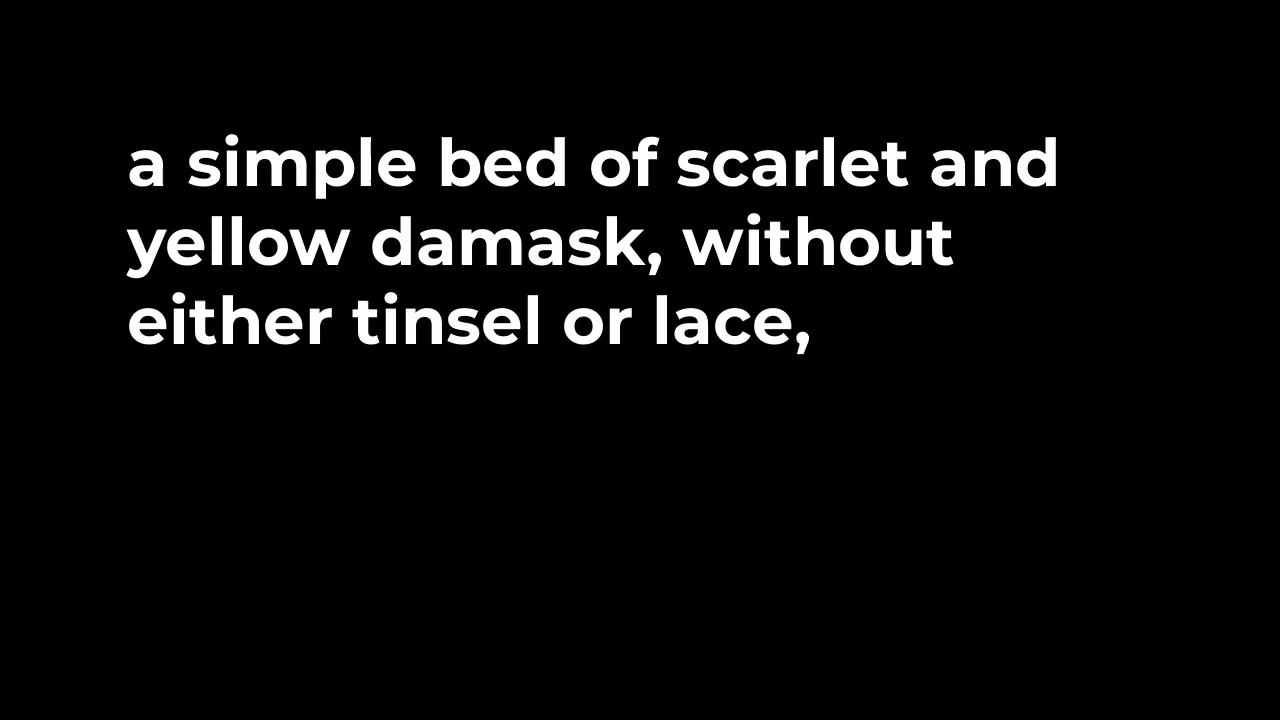 a simple bed of scarlet and
yellow damask, without
either tinsel or lace,